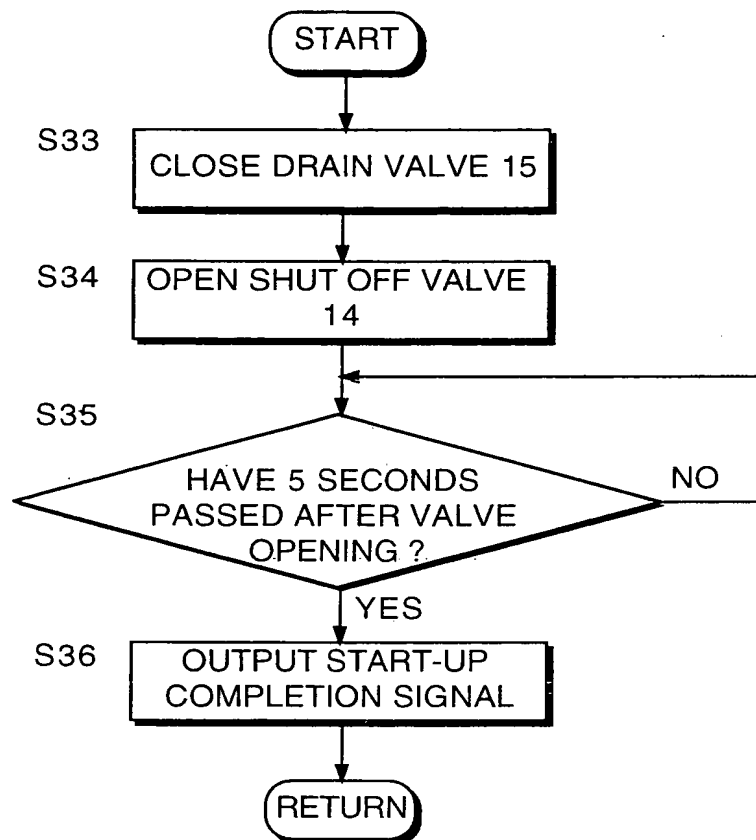 START
S33
CLOSE DRAIN VALVE 15
S34
OPEN SHUT OFF VALVE
14
S35
HAVE 5 SECONDS
PASSED AFTER VALVE
OPENING ?
NO
YES
S36
OUTPUT START-UP
COMPLETION SIGNAL
RETURN